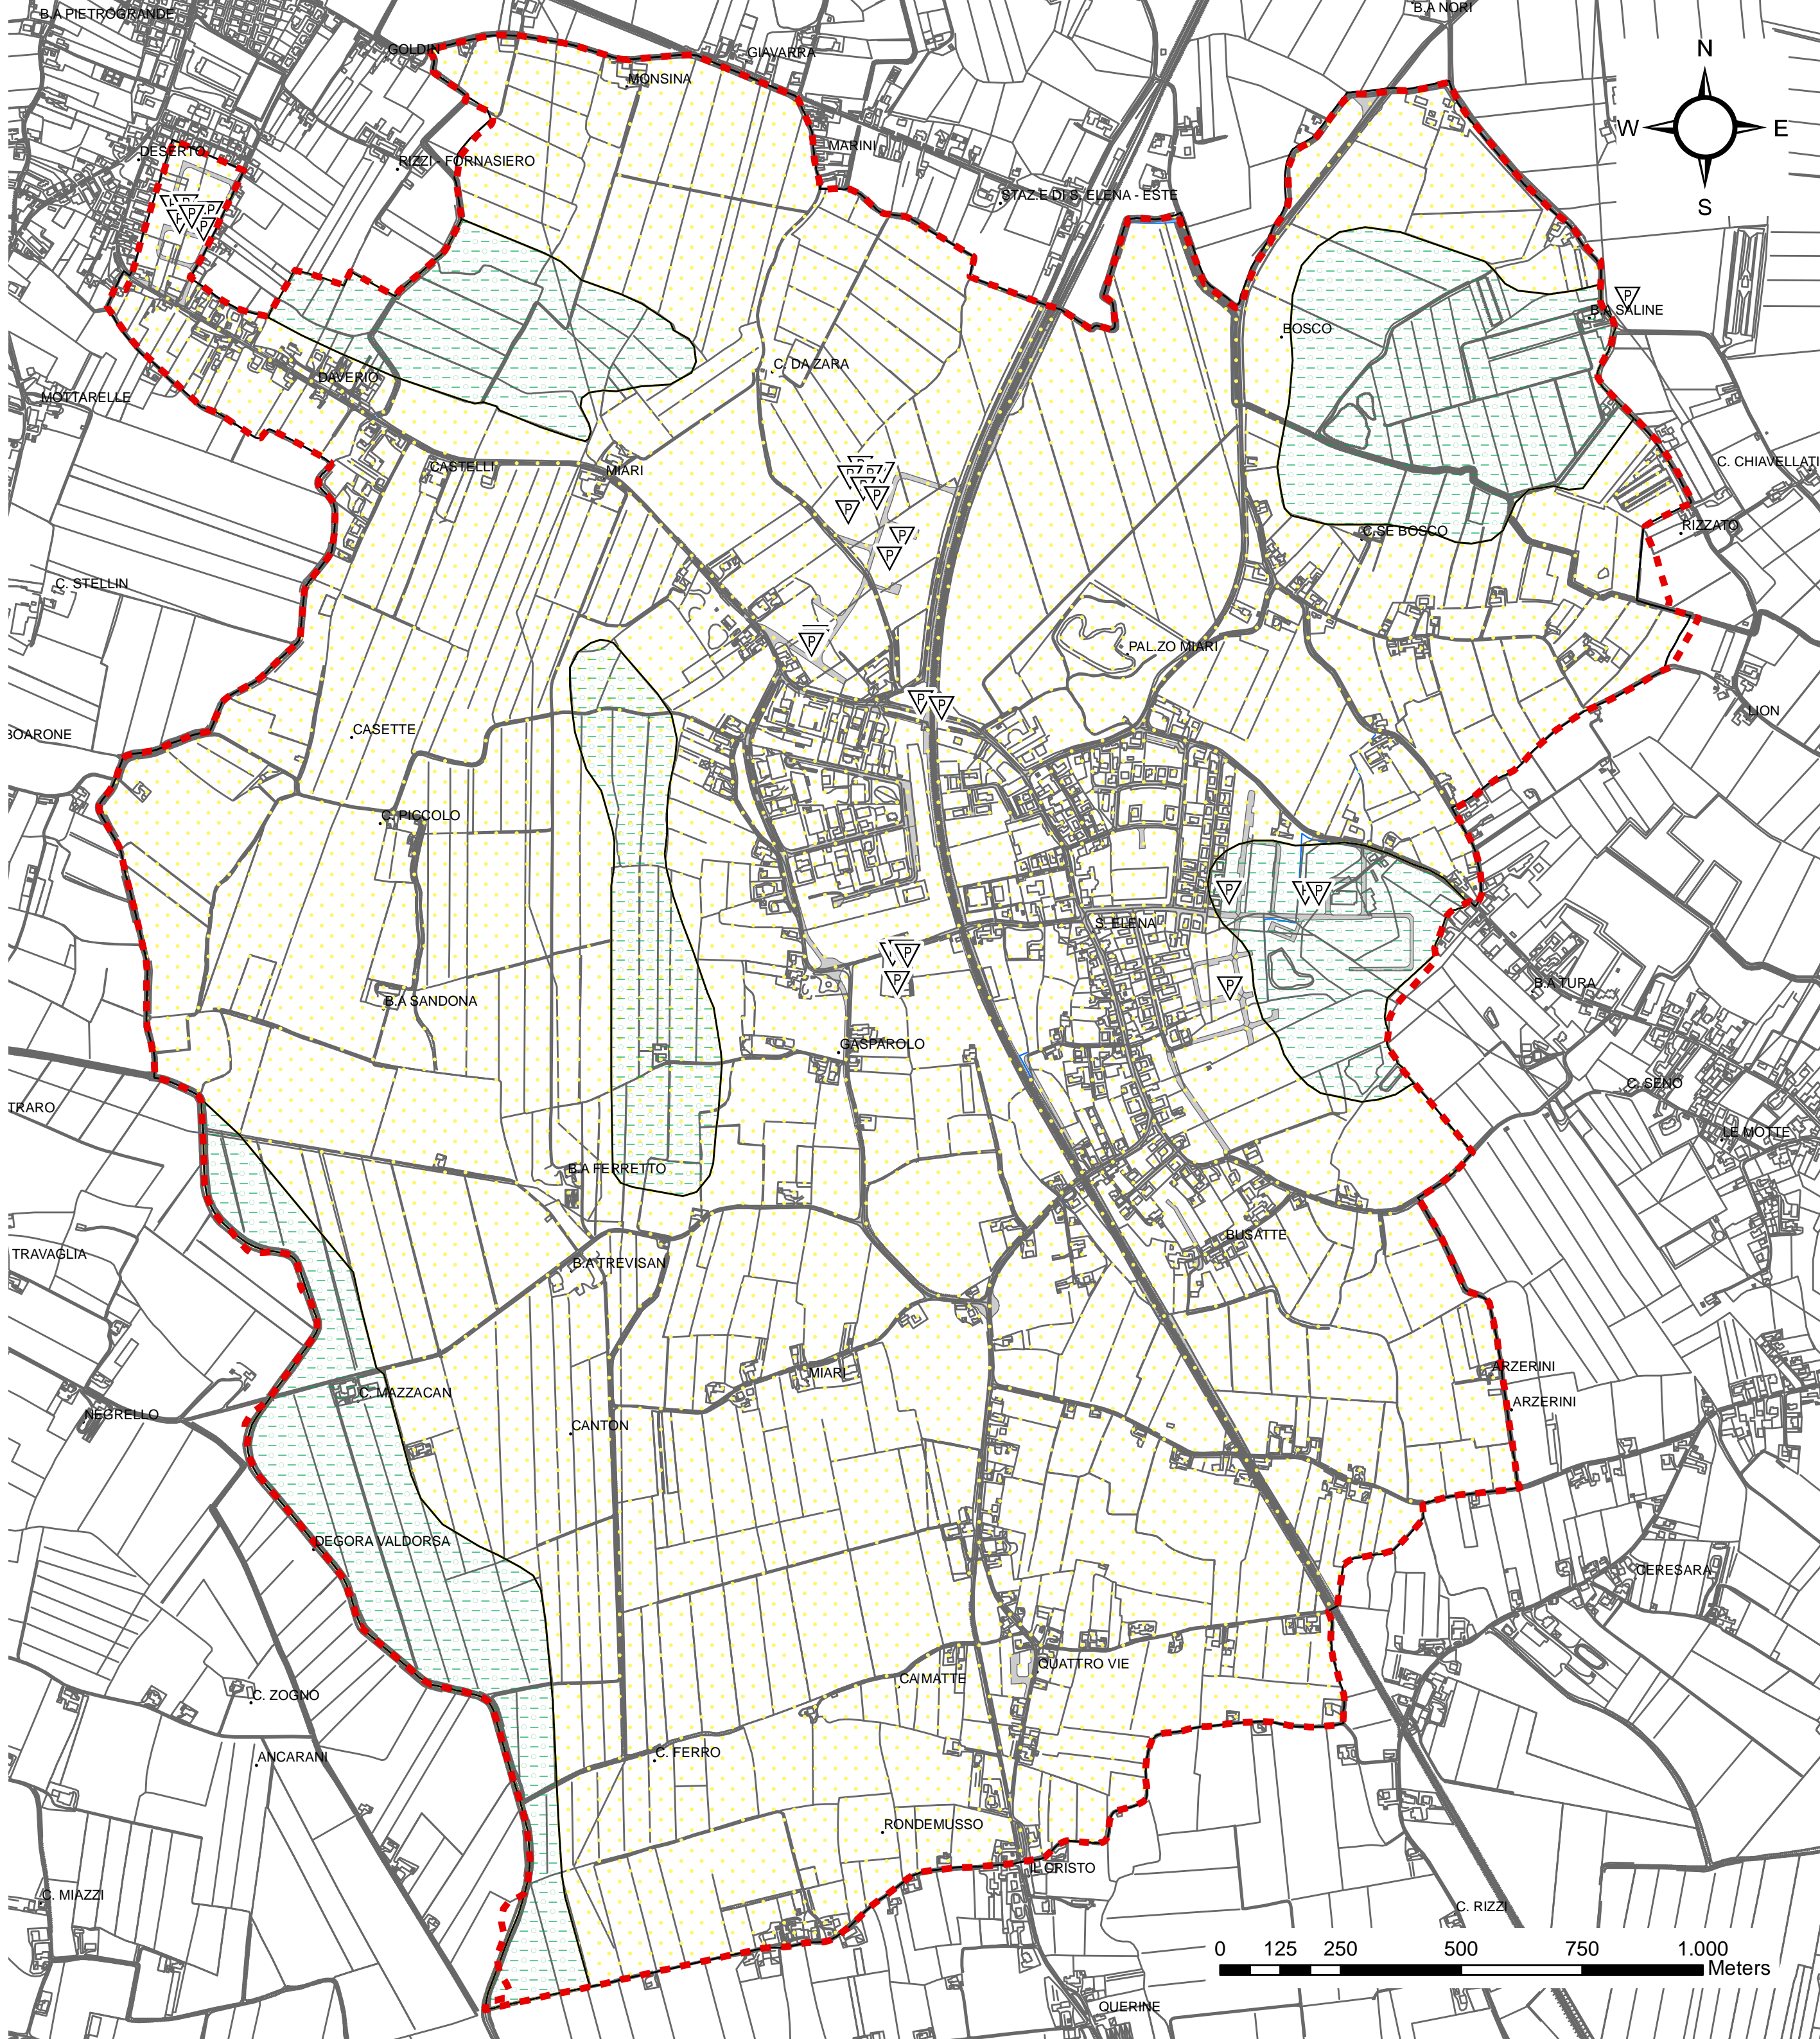 B.A PIETROGRANDE
B.A NORI
GOLDIN
GIAVARRA
MONSINA
N
W
E
S
DESERTO
RIZZI - FORNASIERO
MARINI
STAZ.E DI S. ELENA - ESTE
P
P
P
P
P
B.A SALINE
BOSCO
C. DA ZARA
DAVERIO
MOTTARELLE
CASTELLI
MIARI
C. CHIAVELLATI
P
P
P
P
RIZZATO
C.SE BOSCO
C. STELLIN
P
PAL.ZO MIARI
P
P
LION
CASETTE
BOARONE
C. PICCOLO
P
P
S. ELENA
P
P
P
B.A TURA
B.A SANDONA
GASPAROLO
C. SENO
TRARO
LE MOTTE
B.A FERRETTO
BUSATTE
TRAVAGLIA
B.A TREVISAN
ARZERINI
MIARI
C. MAZZACAN
ARZERINI
NEGRELLO
CANTON
DEGORA VALDORSA
CERESARA
QUATTRO VIE
CA'MATTE
C. ZOGNO
C. FERRO
ANCARANI
RONDEMUSSO
IL CRISTO
C. MIAZZI
C. RIZZI
0 125 250 500 750 1.000
Meters
QUERINE